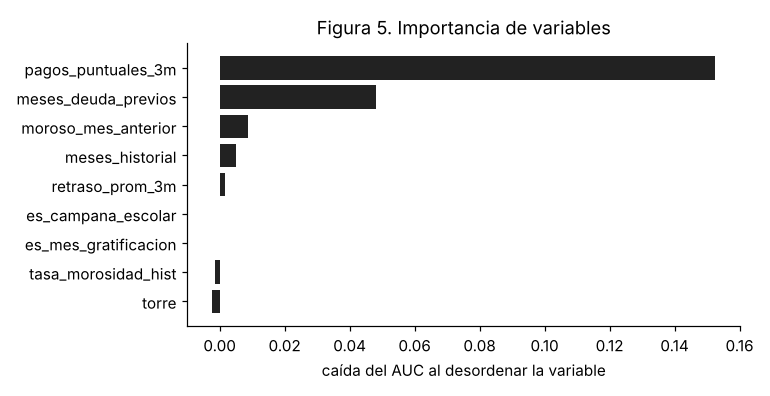 Figura 5. Importancia de variables
pagos_puntuales_3m
meses_deuda_previos
moroso_mes_anterior
meses_historial
retraso_prom_3m
es_campana_escolar
es_mes_gratificacion
tasa_morosidad_hist
torre
0.00 0.02 0.04 0.06 0.08 0.10 0.12 0.14 0.16
caída del AUC al desordenar la variable